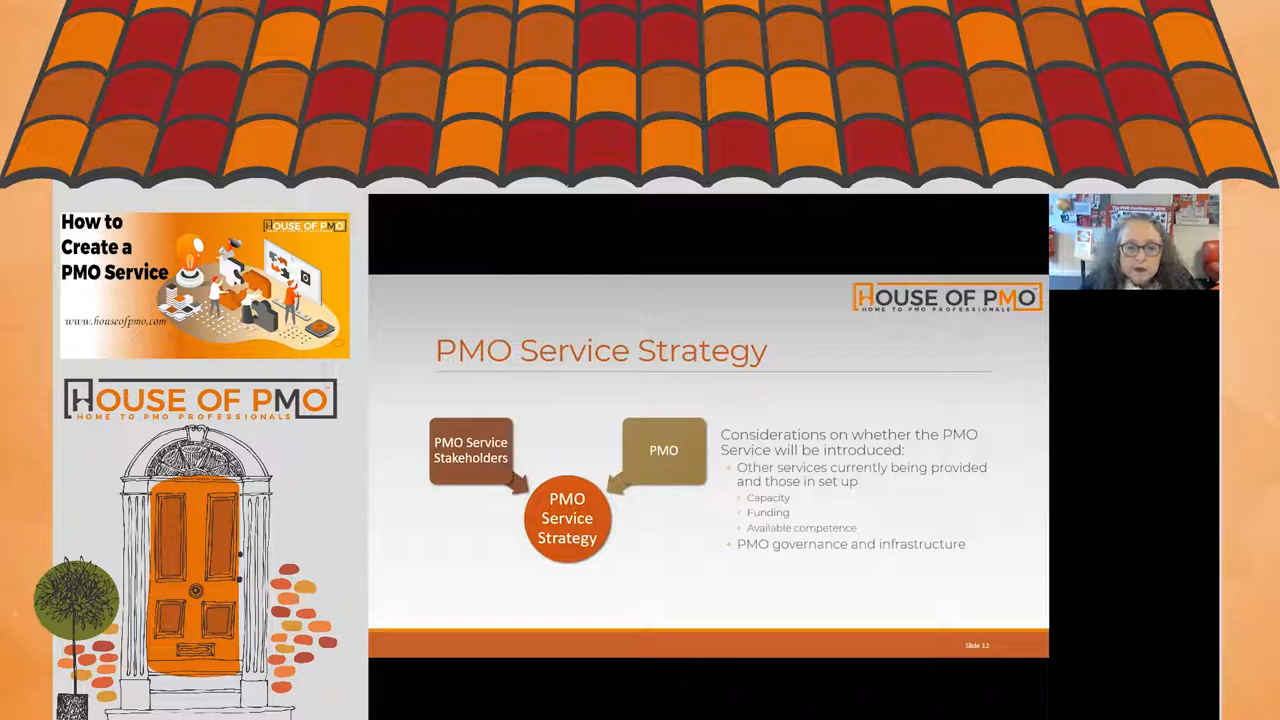 How to
Create a
PMO Service
HOUSE OF PMO
www.houseofpmo.com
HOUSE OF PMO
HOME TO PMO PROFESSIONALS
HOUSE OF PMO
HOME TO PMO PROFESSIONALS
PMO Service Strategy
PMO Service
Stakeholders
PMO
PMO
Service
Strategy
Considerations on whether the PMO
Service will be introduced:
◦ Other services currently being provided
and those in set up
◦ Capacity
◦ Funding
◦ Available competence
◦ PMO governance and infrastructure
Slide 12